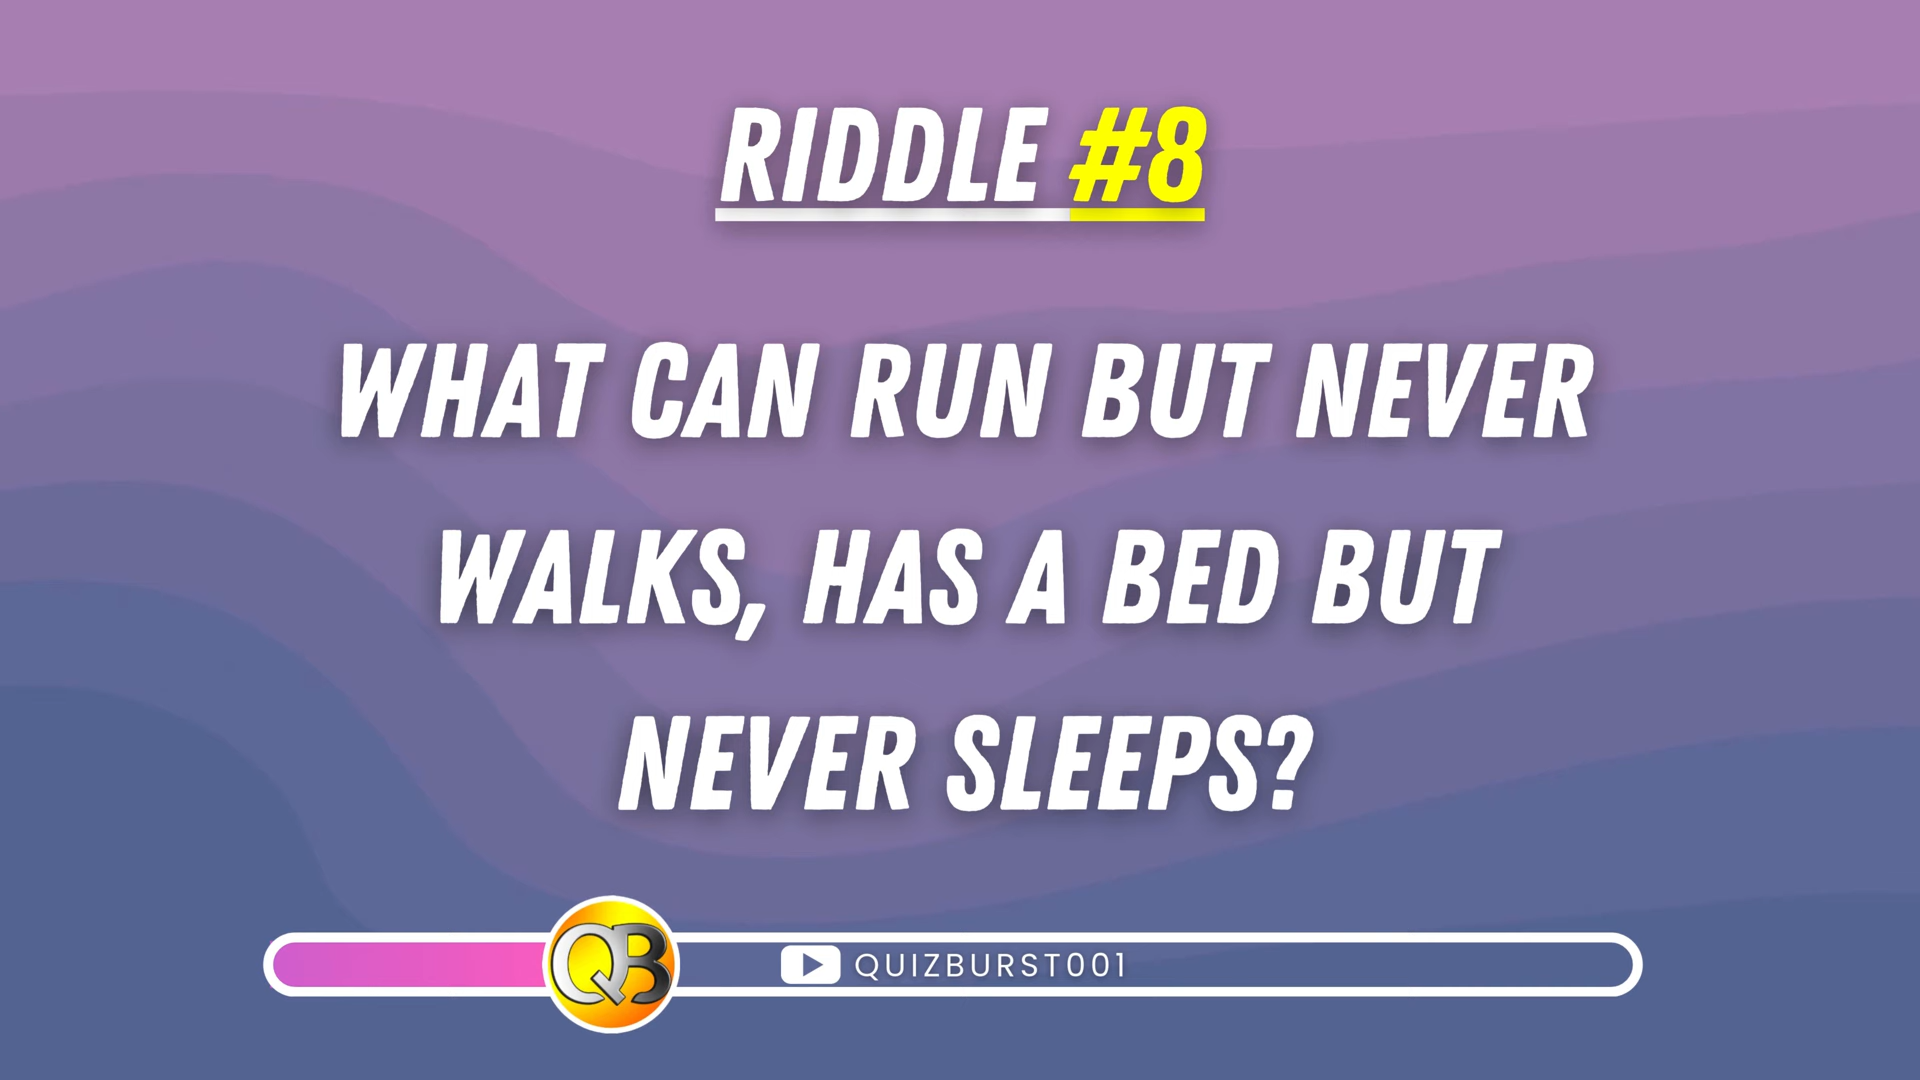 RIDDLE #8
WHAT CAN RUN BUT NEVER
WALKS, HAS A BED BUT
NEVER SLEEPS?
QB
QUIZBURST001